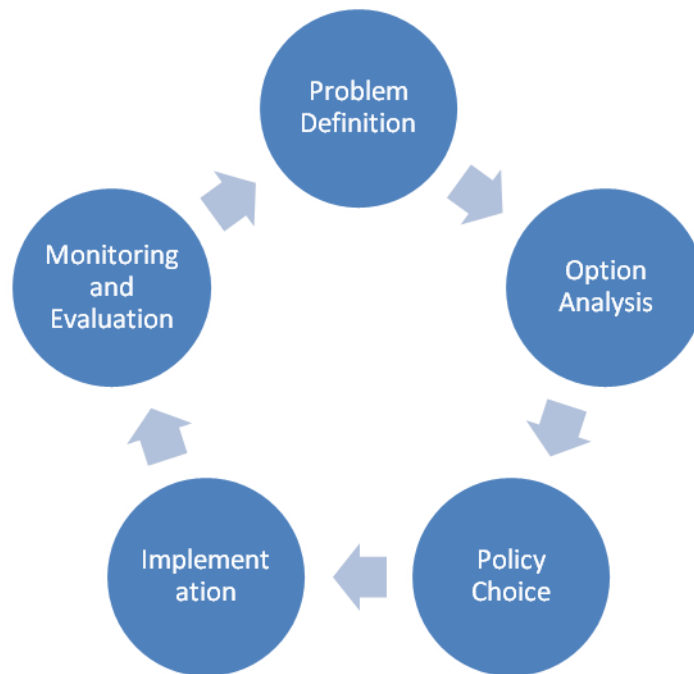 Problem
Definition
Option
Analysis
Policy
Choice
Implement
ation
Monitoring
and
Evaluation